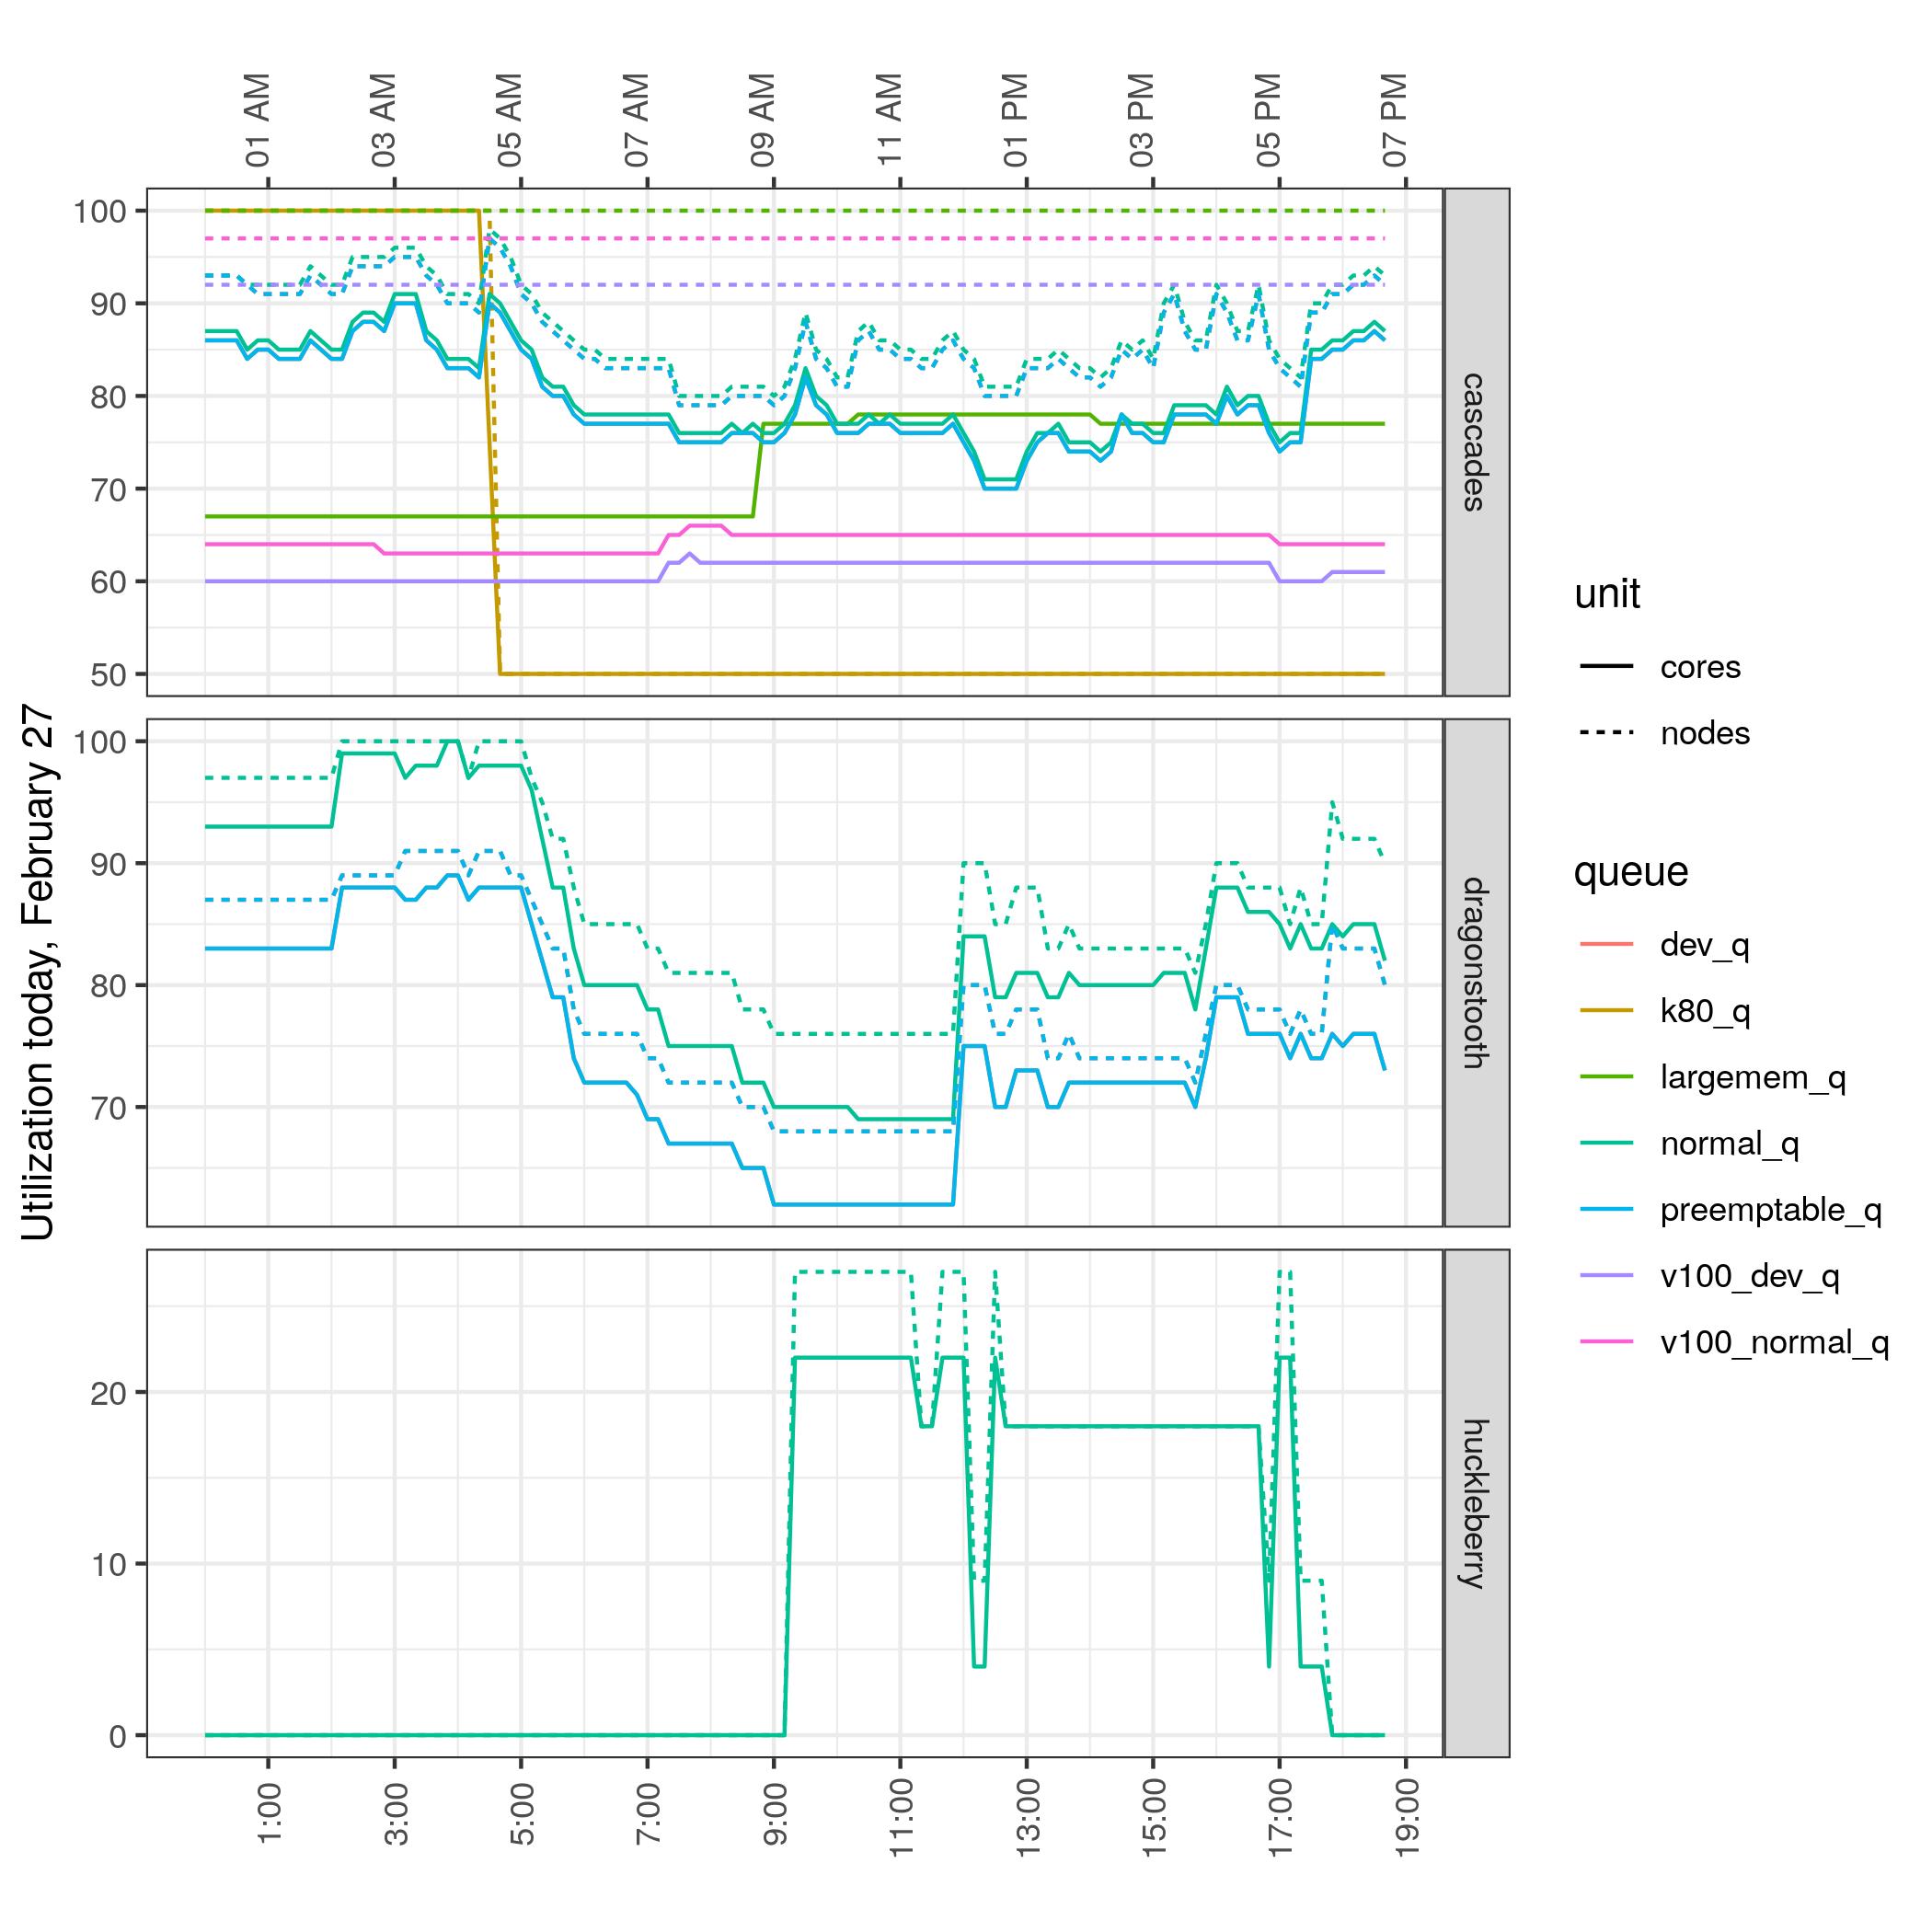 01 AM
03 AM
05 AM
07 AM
09 AM
11 AM
01 PM
03 PM
05 PM
07 PM
Utilization today, February 27
100
90
80
70
60
50
cascades
100
90
80
70
dragonstooth
20
10
0
huckleberry
1:00
3:00
5:00
7:00
9:00
11:00
13:00
15:00
17:00
19:00
unit
cores
nodes
queue
dev_q
k80_q
largemem_q
normal_q
preemptable_q
v100_dev_q
v100_normal_q